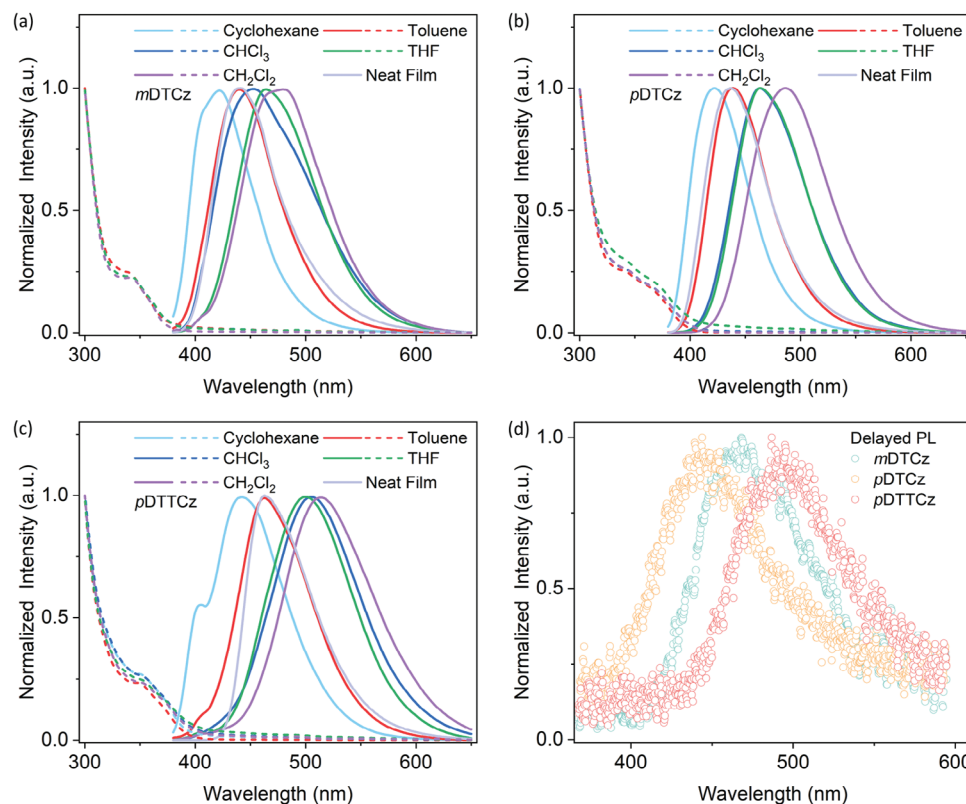 (a)
Cyclohexane Toluene
CHCl3 THF
CH2Cl2 Neat Film
mDTCz
1.0
0.5
0.0
Normalized Intensity (a.u.)
300 400 500 600
Wavelength (nm)
(b)
Cyclohexane Toluene
CHCl3 THF
CH2Cl2 Neat Film
pDTCz
1.0
0.5
0.0
Normalized Intensity (a.u.)
300 400 500 600
Wavelength (nm)
(c)
Cyclohexane Toluene
CHCl3 THF
CH2Cl2 Neat Film
pDTTCz
1.0
0.5
0.0
Normalized Intensity (a.u.)
300 400 500 600
Wavelength (nm)
(d)
Delayed PL
mDTCz
pDTCz
pDTTCz
1.0
0.5
0.0
Normalized Intensity (a.u.)
400 500 600
Wavelength (nm)